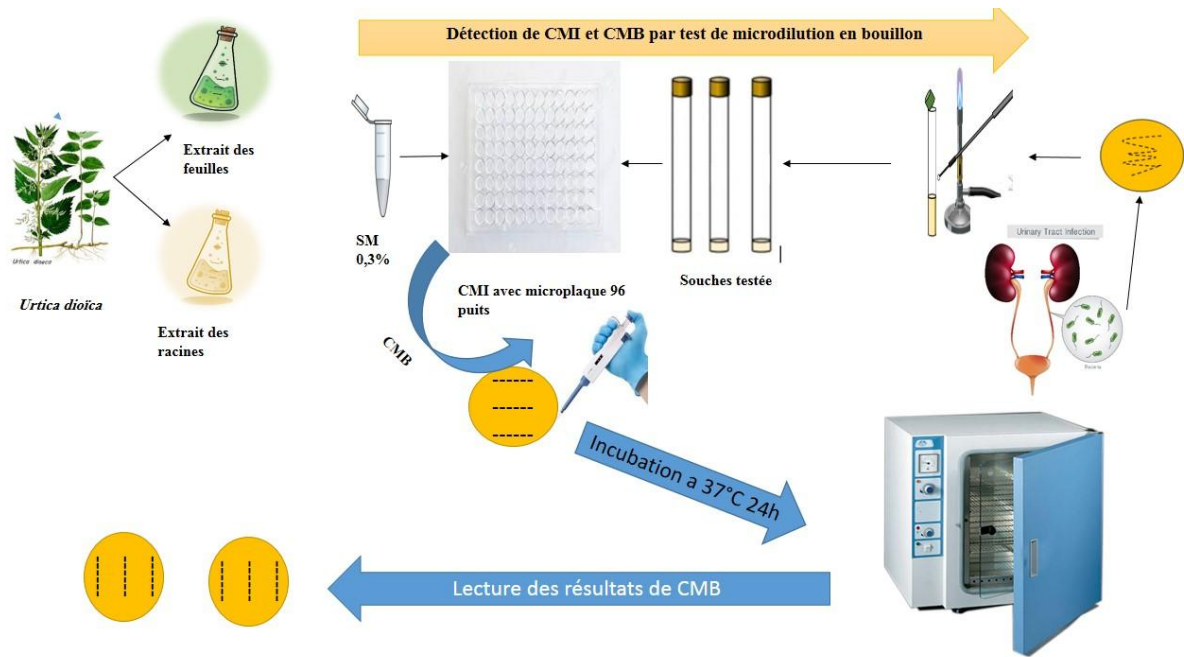 Détection de CMI et CMB par test de microdilution en bouillon
Extrait des
feuilles
Urtica dioïca
Extrait des
racines
SM
0,3%
CMI avec microplaque 96
puits
CMB
Souches testée
Urinary Tract Infection
Incubation a 37°C 24h
Lecture des résultats de CMB